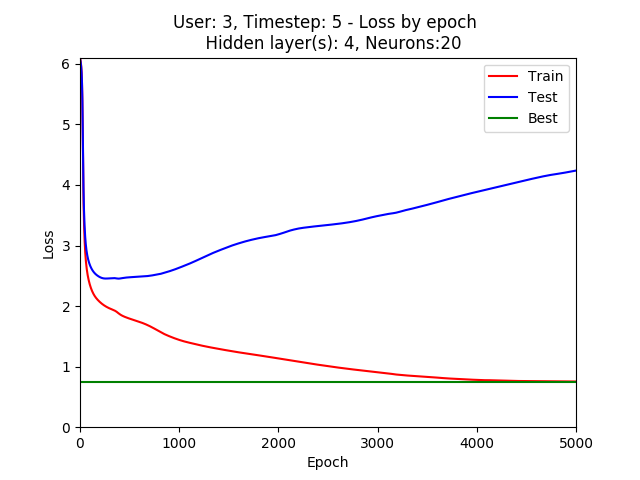 User: 3, Timestep: 5 - Loss by epoch
Hidden layer(s): 4, Neurons:20
6
5
4
3
2
1
0
Loss
Train
Test
Best
0 1000 2000 3000 4000 5000
Epoch